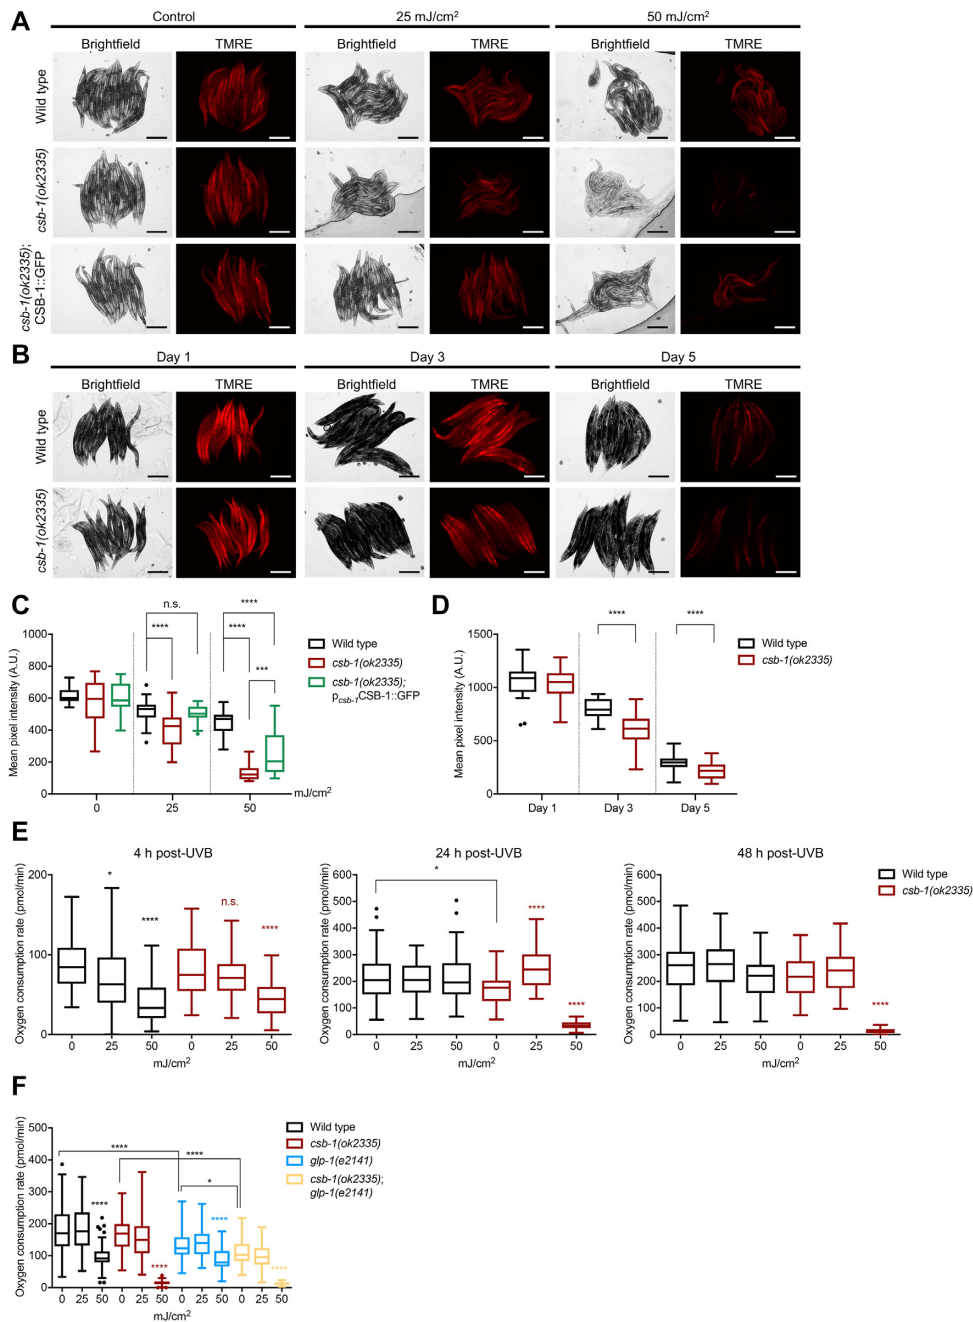 A
Control
25 mJ/cm²
50 mJ/cm²
Brightfield
TMRE
Brightfield
TMRE
Brightfield
TMRE
Wild type
csb-1(ok2335)
csb-1(ok2335);
CSB-1::GFP
B
Day 1
Day 3
Day 5
Brightfield
TMRE
Brightfield
TMRE
Brightfield
TMRE
Wild type
csb-1(ok2335)
C
Mean pixel intensity (A.U.)
1000
800
600
400
200
0
n.s.
****
****
****
***
0
25
50
mJ/cm²
Wild type
csb-1(ok2335)
csb-1(ok2335);
pcsb-1CSB-1::GFP
D
Mean pixel intensity (A.U.)
1500
1000
500
0
****
****
Day 1
Day 3
Day 5
Wild type
csb-1(ok2335)
E
4 h post-UVB
Oxygen consumption rate (pmol/min)
200
100
0
*
****
n.s.
****
0 25 50 0 25 50
mJ/cm²
24 h post-UVB
Oxygen consumption rate (pmol/min)
600
500
400
300
200
100
0
*
****
****
0 25 50 0 25 50
mJ/cm²
48 h post-UVB
Oxygen consumption rate (pmol/min)
600
500
400
300
200
100
0
****
0 25 50 0 25 50
mJ/cm²
Wild type
csb-1(ok2335)
F
Oxygen consumption rate (pmol/min)
500
400
300
200
100
0
****
****
*
****
****
****
****
0 25 50 0 25 50 0 25 50 0 25 50
mJ/cm²
Wild type
csb-1(ok2335)
glp-1(e2141)
csb-1(ok2335);
glp-1(e2141)